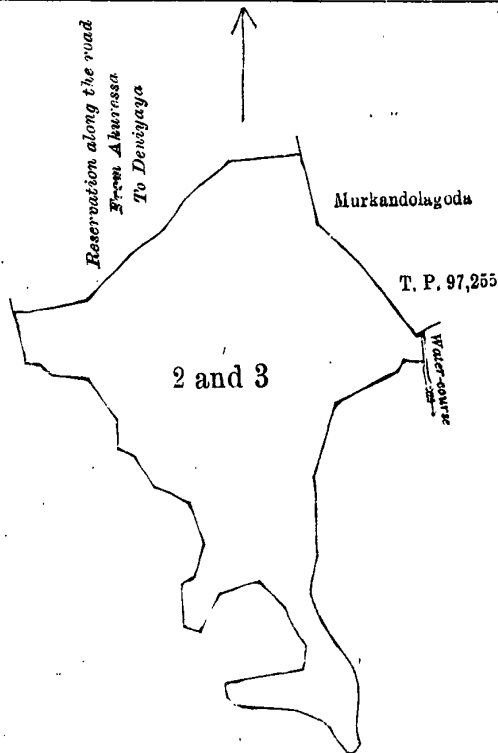 Reservation along the road
From Akuressa
To Deniyaya
Murkandolagoda
T. P. 97,255
Water-course
2 and 3